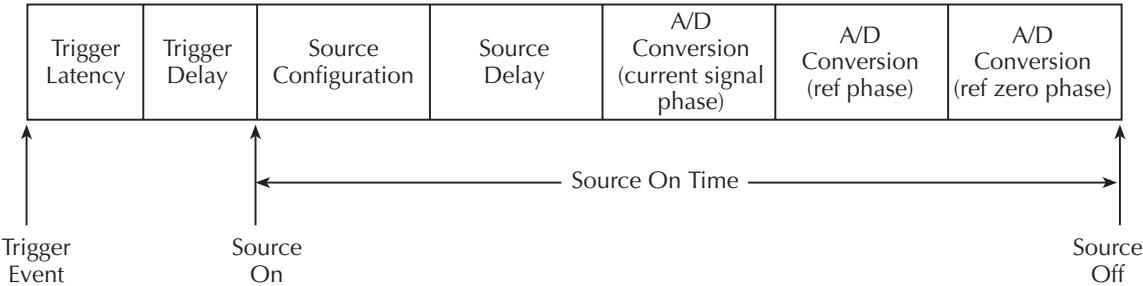 Trigger
Latency
Trigger
Delay
Source
Configuration
Source
Delay
A/D
Conversion
(current signal
phase)
A/D
Conversion
(ref phase)
A/D
Conversion
(ref zero phase)
Source On Time
Trigger
Event
Source
On
Source
Off